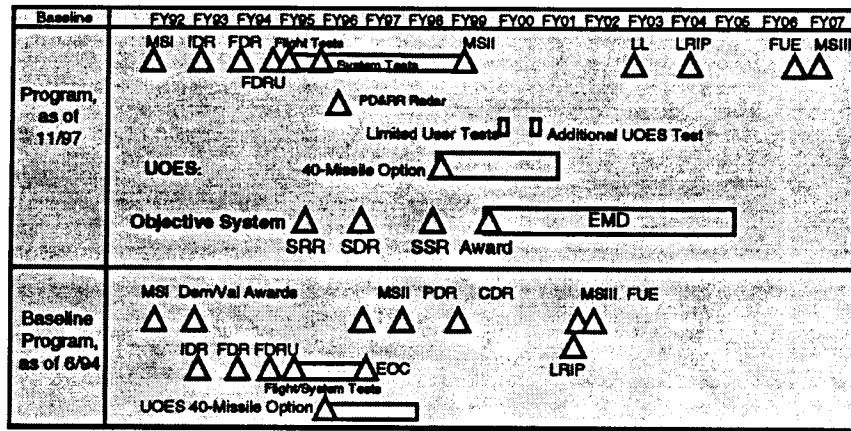 Baseline FY92 FY93 FY94 FY95 FY96 FY97 FY98 FY99 FY00 FY01 FY02 FY03 FY04 FY05 FY06 FY07
MSI IDR FDR Flight Tests MSII LL LRIP FUE MSIII
System Tests
FDRU
Program,
as of
11/97
PD&RR Radar
Limited User Tests Additional UOES Test
UOES: 40-Missile Option
Objective System EMD
SRR SDR SSR Award
MSI Dem/Val Awards MSII PDR CDR MSIII FUE
Baseline
Program,
as of 6/94
IDR FDR FDRU EOC
LRIP
Flight/System Tests
UOES 40-Missile Option